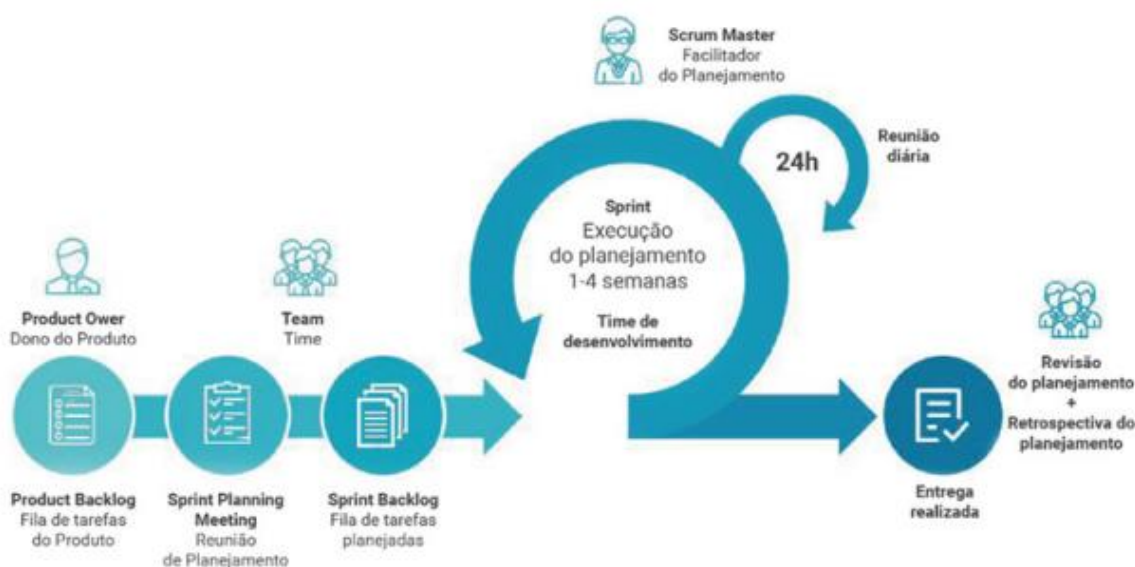 Scrum Master
Facilitador
do Planejamento
Reunião
diária
24h
Sprint
Execução
do planejamento
1-4 semanas
Time de
desenvolvimento
Product Ower
Dono do Produto
Team
Time
Revisão
do planejamento
+
Retrospectiva do
planejamento
Product Backlog
Fila de tarefas
do Produto
Sprint Planning
Meeting
Reunião
de Planejamento
Sprint Backlog
Fila de tarefas
planejadas
Entrega
realizada